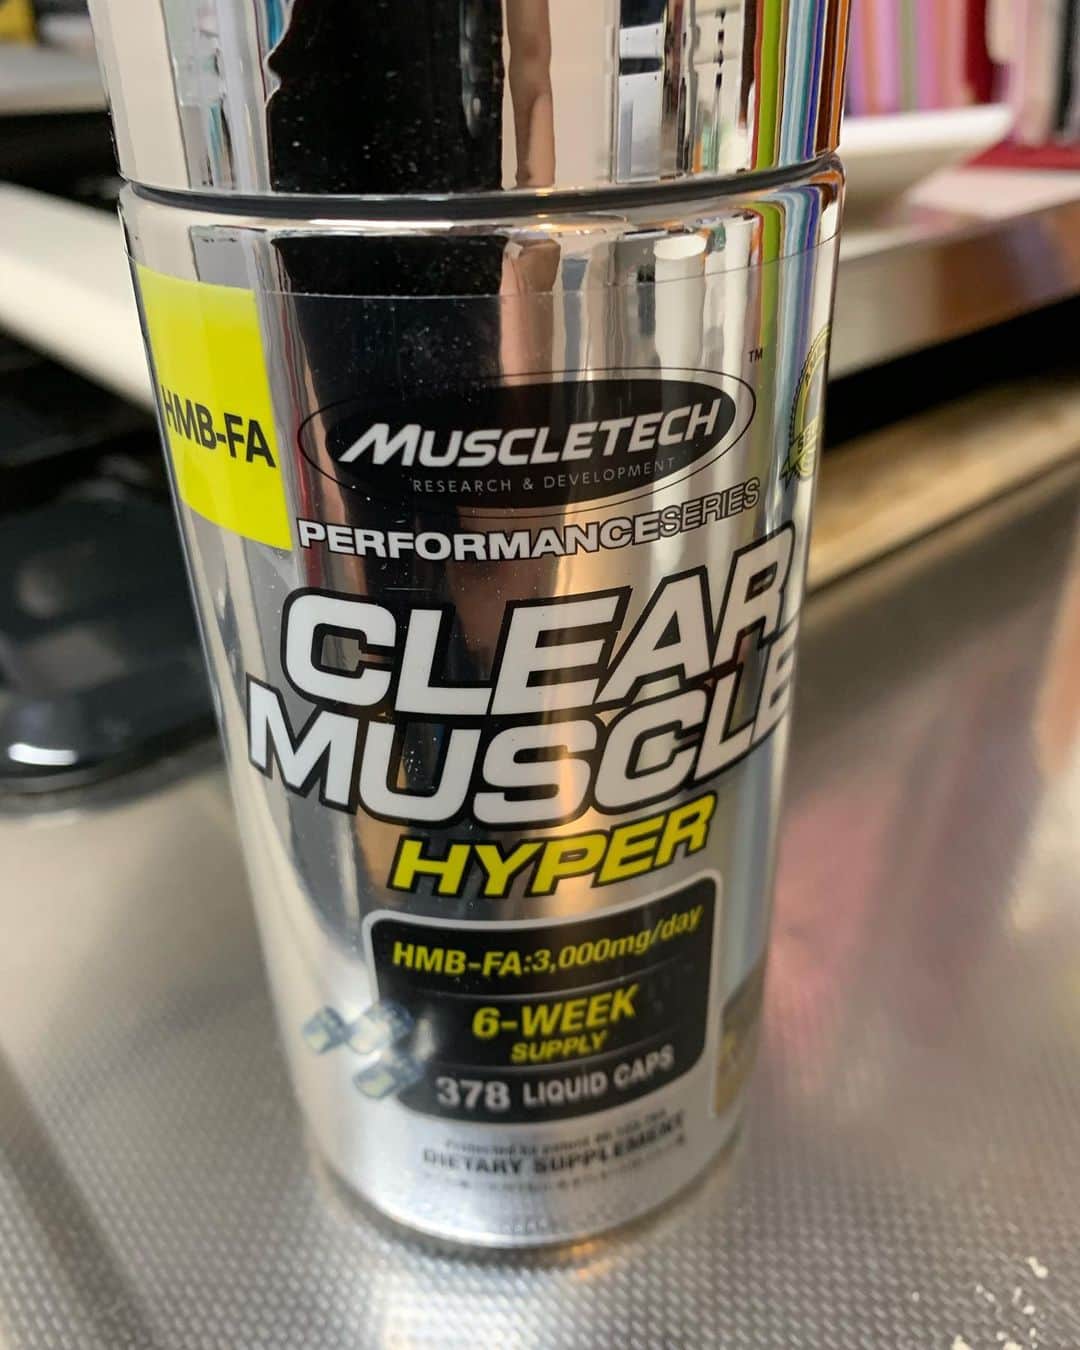 HMB-FA
MUSCLETECH
™
RESEARCH & DEVELOPMENT
PERFORMANCESERIES
CLEAR
MUSCLE
HYPER
HMB-FA:3,000mg/day
6-WEEK
SUPPLY
378 LIQUID CAPS
DIETARY SUPPLEMENT